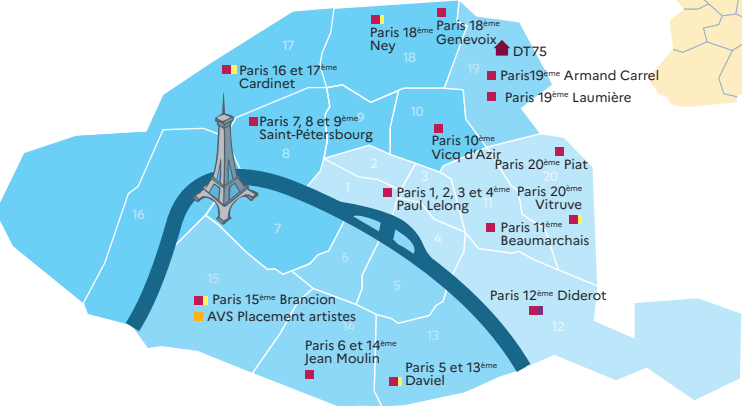 17
Paris 18ème
Ney
18
Paris 18ème
Genevoix
DT75
19
Paris 16 et 17ème
Cardinet
Paris19ème Armand Carrel
Paris 19ème Laumière
9
10
Paris 7, 8 et 9ème
Saint-Pétersbourg
8
Paris 10ème
Vicq d'Azir
Paris 20ème Piat
20
2
3
1
Paris 1, 2, 3 et 4ème
Paul Lelong
11
Paris 20ème
Vitruve
16
7
Paris 11ème
Beaumarchais
4
6
5
15
Paris 15ème Brancion
AVS Placement artistes
Paris 12ème Diderot
12
14
13
Paris 6 et 14ème
Jean Moulin
Paris 5 et 13ème
Daviel